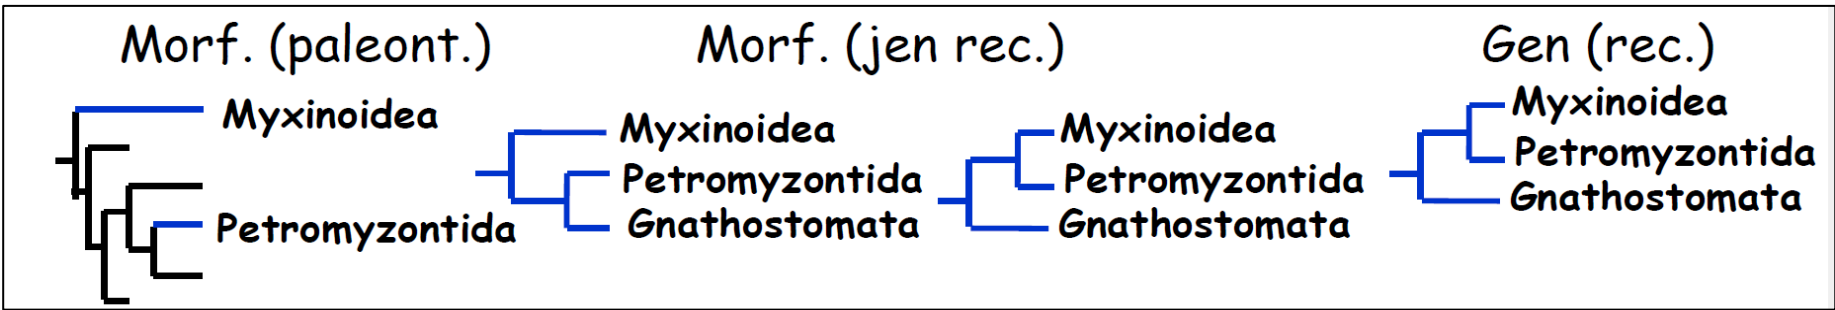 Morf. (paleont.)
Morf. (jen rec.)
Gen (rec.)
Myxinoidea
Petromyzontida
Myxinoidea
Petromyzontida
Gnathostomata
Myxinoidea
Petromyzontida
Gnathostomata
Myxinoidea
Petromyzontida
Gnathostomata